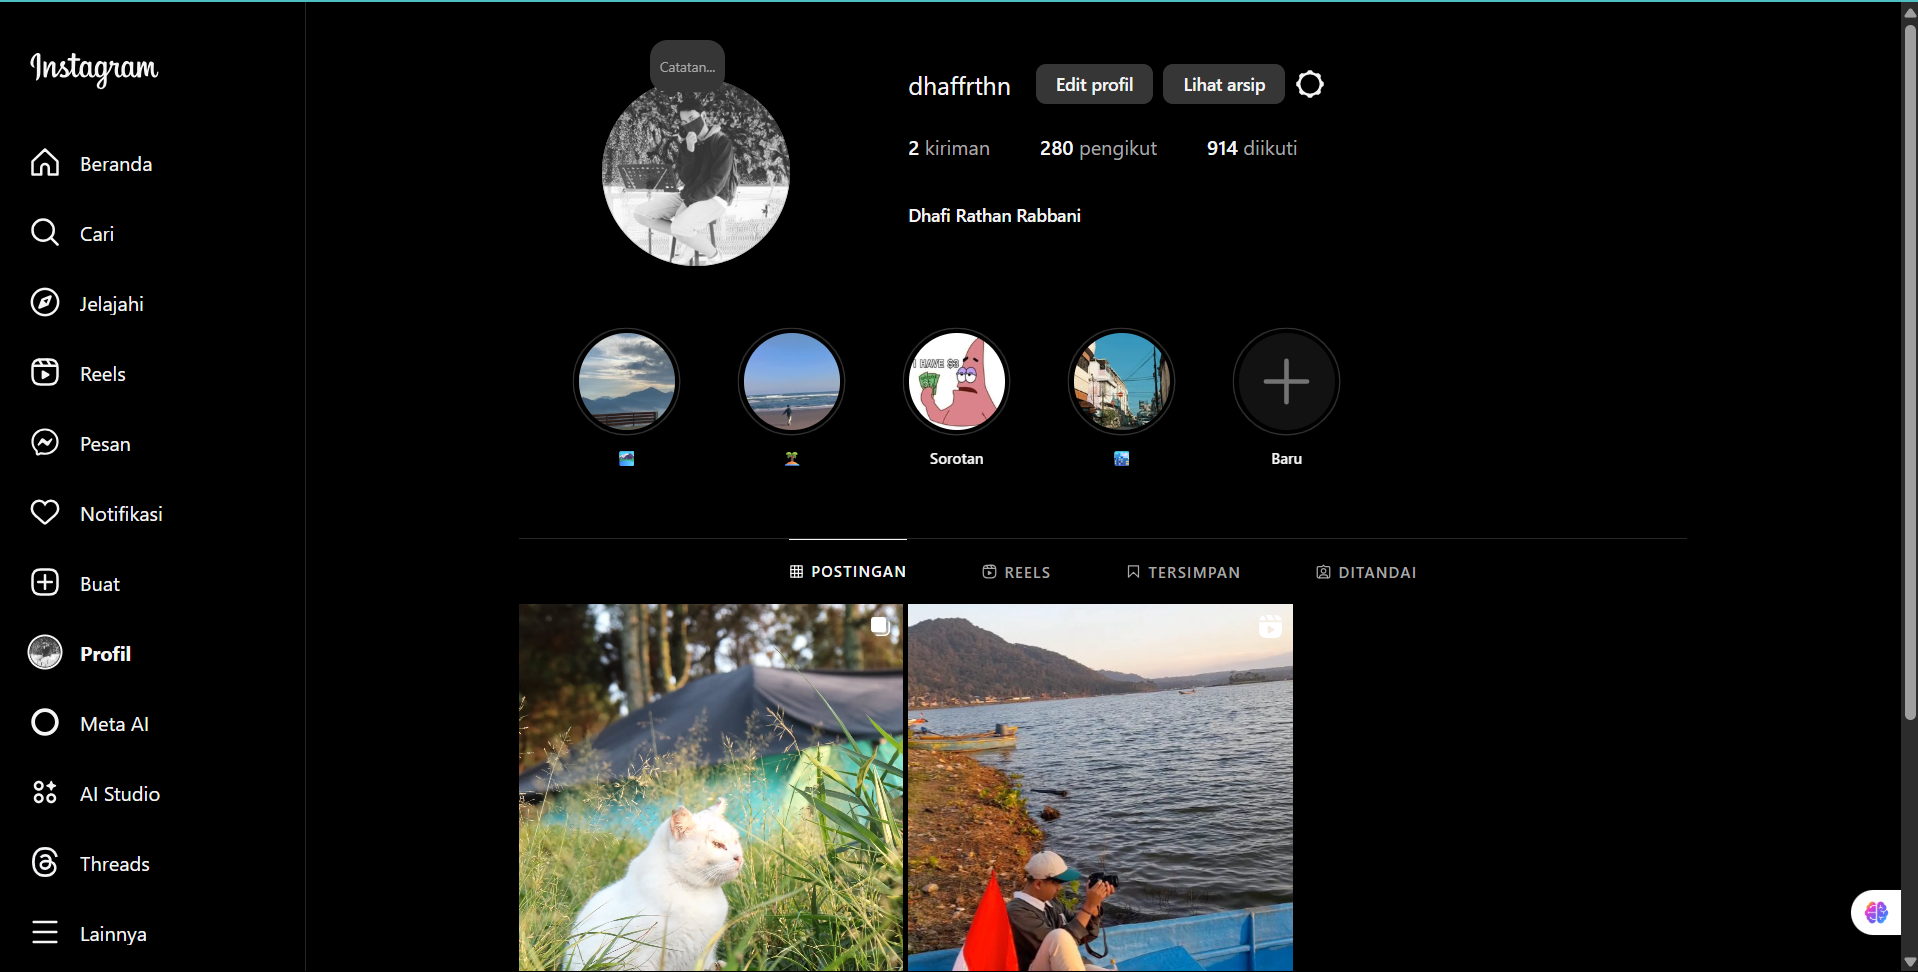 Instagram
Beranda
Cari
Jelajahi
Reels
Pesan
Notifikasi
Buat
Profil
Meta AI
AI Studio
Threads
Lainnya
Catatan...
dhaffrthn
Edit profil
Lihat arsip
2 kiriman
280 pengikut
914 diikuti
Dhafi Rathan Rabbani
I HAVE $3
Sorotan
Baru
POSTINGAN
REELS
TERSIMPAN
DITANDAI